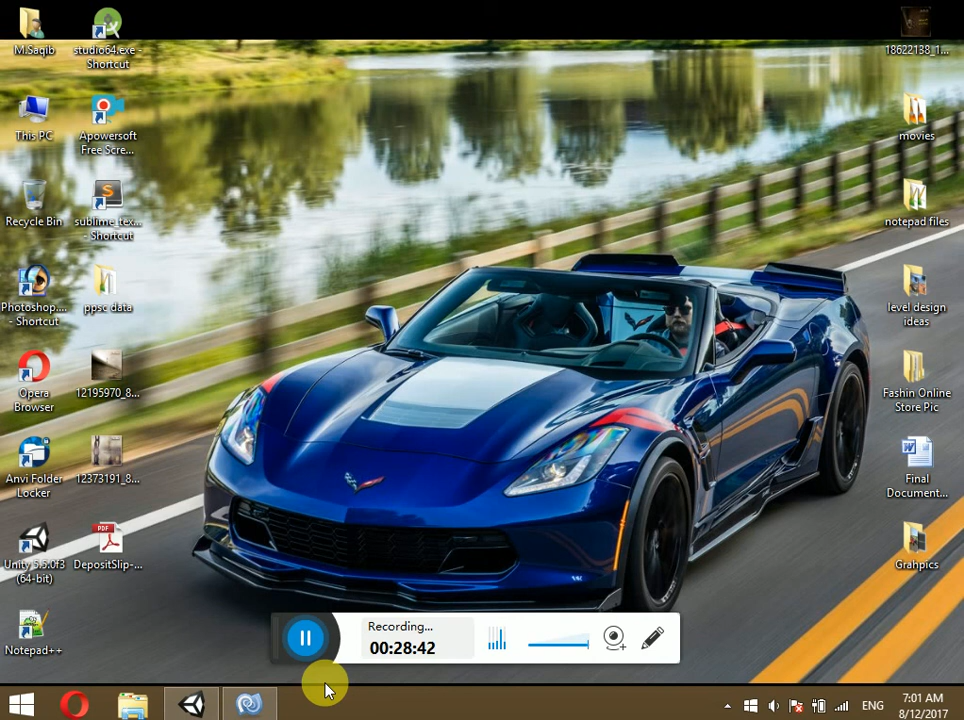 M.Saqib
studio64.exe -
Shortcut
18622138_1...
This PC
Apowersoft
Free Scre...
movies
Recycle Bin
sublime_tex...
- Shortcut
notepad files
Photoshop....
- Shortcut
ppsc data
level design
ideas
Opera
Browser
12195970_8...
Fashin Online
Store Pic
Anvi Folder
Locker
12373191_8...
Final
Document...
Unity 5.5.0f3
(64-bit)
PDF
DepositSlip-...
Grahpics
Notepad++
Recording...
00:28:42
ENG
7:01 AM
8/12/2017